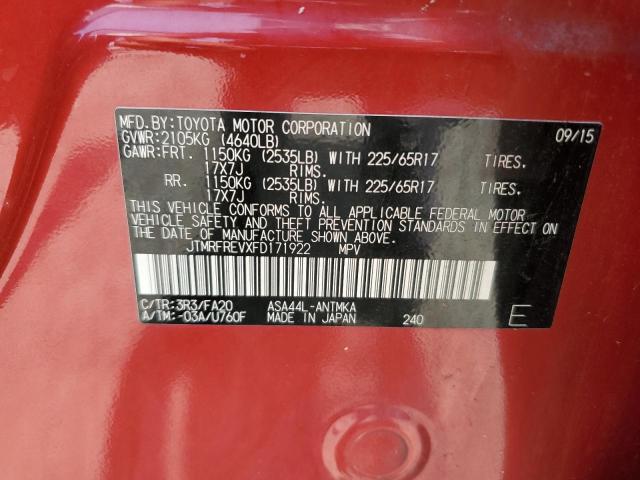 MFD.BY:TOYOTA MOTOR CORPORATION 09/15
GVWR:2105KG (4640LB)
GAWR:FRT. 1150KG (2535LB) WITH 225/65R17 TIRES.
17X7J RIMS.
RR. 1150KG (2535LB) WITH 225/65R17 TIRES.
17X7J RIMS.
THIS VEHICLE CONFORMS TO ALL APPLICABLE FEDERAL MOTOR
VEHICLE SAFETY AND THEFT PREVENTION STANDARDS IN EFFECT ON
THE DATE OF MANUFACTURE SHOWN ABOVE.
JTMRFREVXFD171922 MPV
C/TR:3R3/FA20 ASA44L-ANTMKA
A/TM:-03A/U760F MADE IN JAPAN 240 E